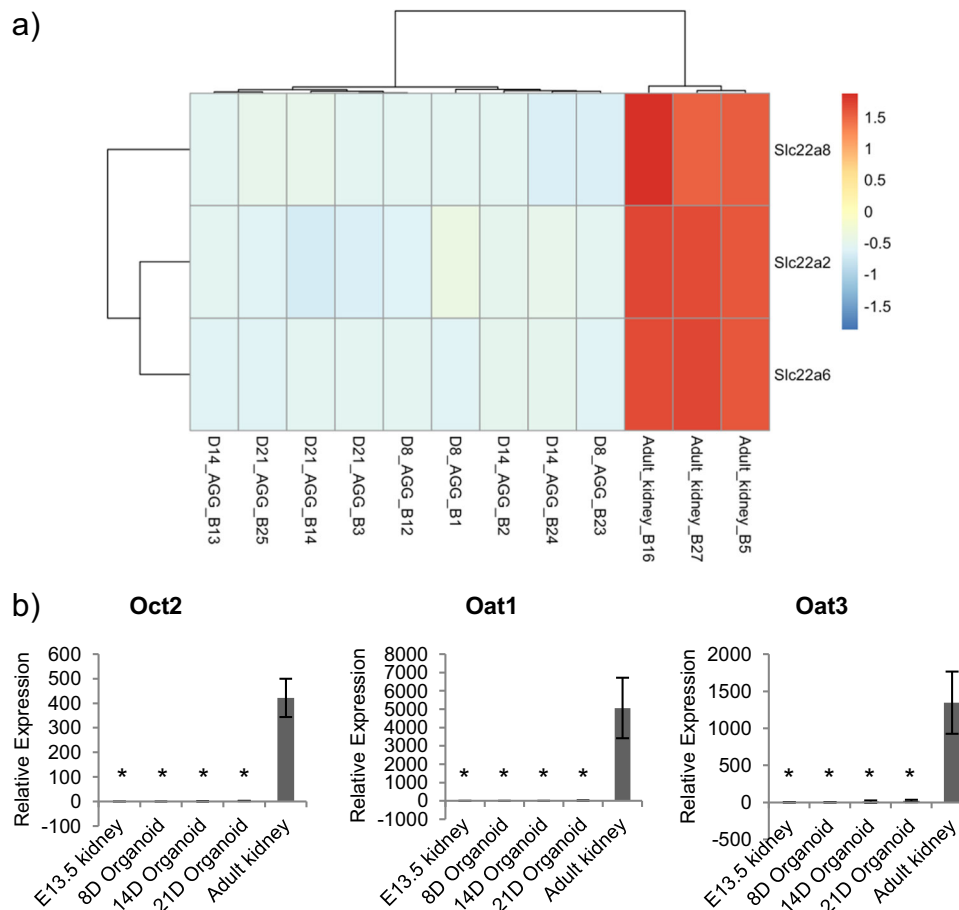 a)
1.5
1
0.5
0
-0.5
-1
-1.5
Slc22a8
Slc22a2
Slc22a6
D14_AGG_B13
D21_AGG_B25
D21_AGG_B14
D21_AGG_B3
D8_AGG_B12
D8_AGG_B1
D14_AGG_B2
D14_AGG_B24
D8_AGG_B23
Adult_kidney_B16
Adult_kidney_B27
Adult_kidney_B5
b)
Oct2
Relative Expression
600
500
400
300
200
100
0
-100
* * * *
E13.5 kidney
8D Organoid
14D Organoid
21D Organoid
Adult kidney
Oat1
Relative Expression
8000
7000
6000
5000
4000
3000
2000
1000
0
-1000
* * * *
E13.5 kidney
8D Organoid
14D Organoid
21D Organoid
Adult kidney
Oat3
Relative Expression
2000
1500
1000
500
0
-500
* * * *
E13.5 kidney
8D Organoid
14D Organoid
21D Organoid
Adult kidney